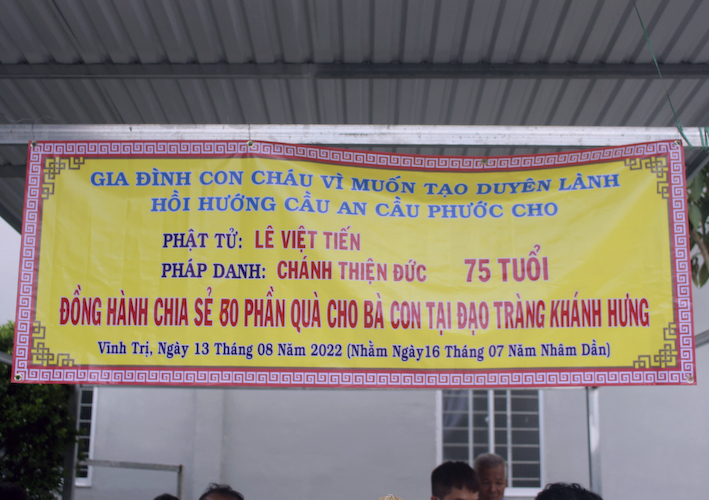 GIA ĐÌNH CON CHÁU VÌ MUỐN TẠO DUYÊN LÀNH
HỒI HƯỚNG CẦU AN CẦU PHƯỚC CHO
PHẬT TỬ: LÊ VIỆT TIẾN
PHÁP DANH: CHÁNH THIỆN ĐỨC 75 TUỔI
ĐỒNG HÀNH CHIA SẺ 80 PHẦN QUÀ CHO BÀ CON TẠI ĐẠO TRÀNG KHÁNH HƯNG
Vĩnh Trị, Ngày 13 Tháng 08 Năm 2022 (Nhằm Ngày16 Tháng 07 Năm Nhâm Dần)